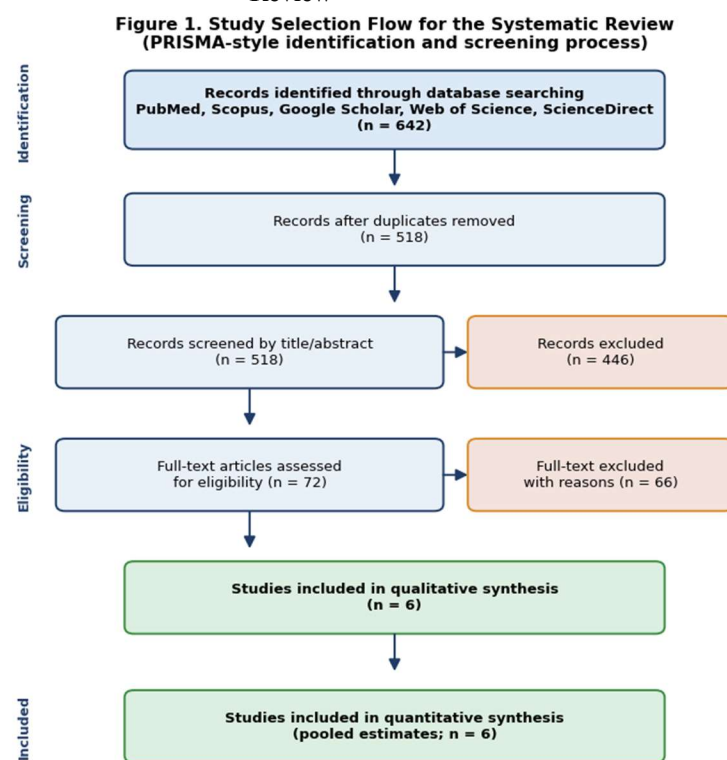 Figure 1. Study Selection Flow for the Systematic Review
(PRISMA-style identification and screening process)
Identification
Records identified through database searching
PubMed, Scopus, Google Scholar, Web of Science, ScienceDirect
(n = 642)
Screening
Records after duplicates removed
(n = 518)
Records screened by title/abstract
(n = 518)
Records excluded
(n = 446)
Eligibility
Full-text articles assessed
for eligibility (n = 72)
Full-text excluded
with reasons (n = 66)
Studies included in qualitative synthesis
(n = 6)
Included
Studies included in quantitative synthesis
(pooled estimates; n = 6)